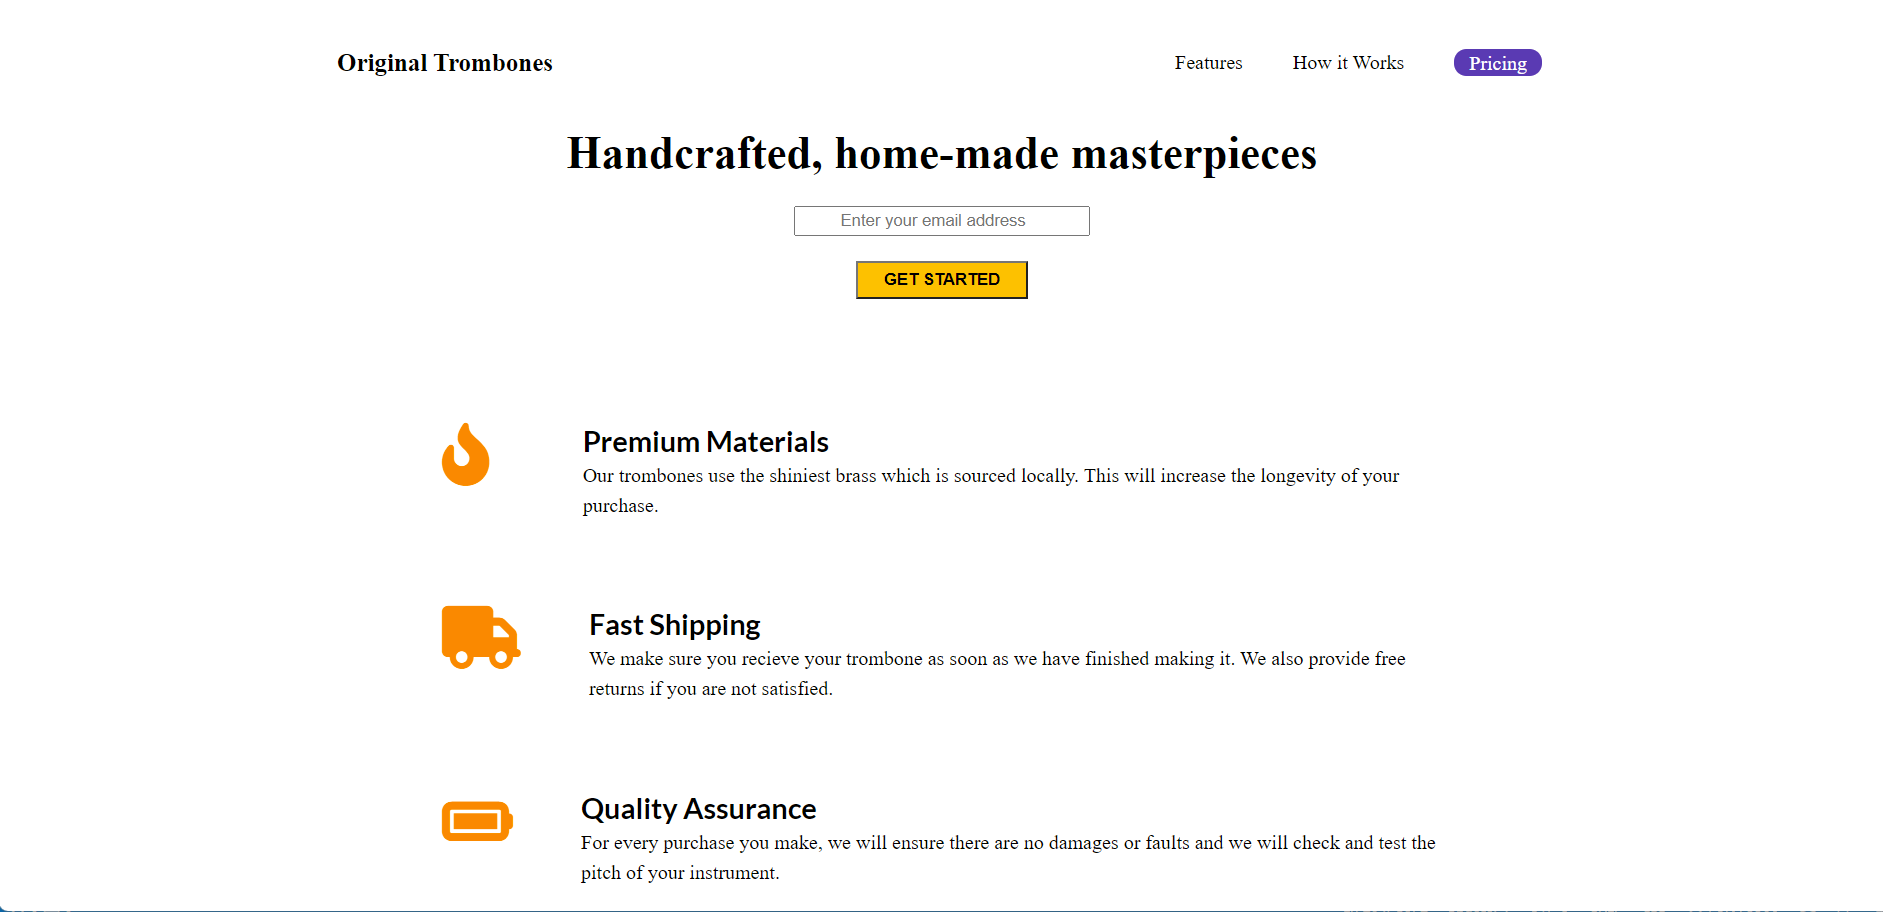 Original Trombones
Features
How it Works
Pricing
Handcrafted, home-made masterpieces
Enter your email address
GET STARTED
Premium Materials
Our trombones use the shiniest brass which is sourced locally. This will increase the longevity of your
purchase.
Fast Shipping
We make sure you recieve your trombone as soon as we have finished making it. We also provide free
returns if you are not satisfied.
Quality Assurance
For every purchase you make, we will ensure there are no damages or faults and we will check and test the
pitch of your instrument.